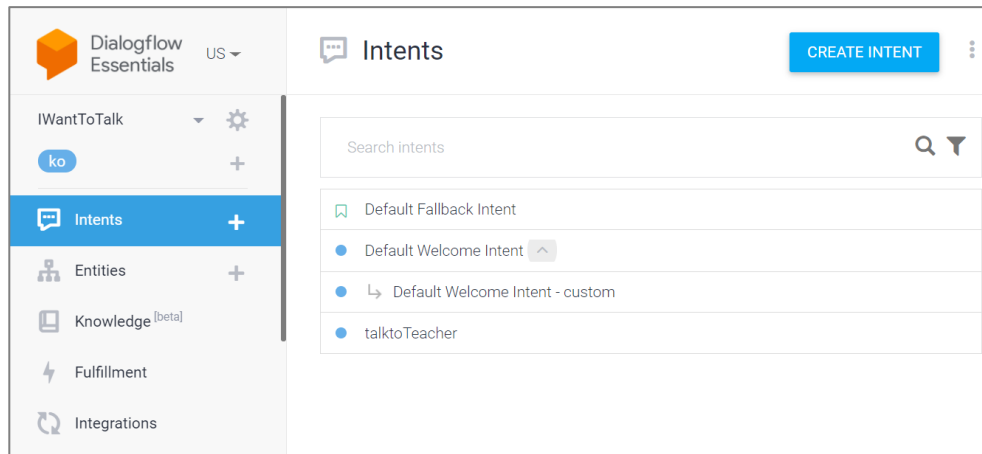 Dialogflow
Essentials
US
Intents
CREATE INTENT
IWantToTalk
ko
Search intents
Intents
Default Fallback Intent
Default Welcome Intent
Entities
Default Welcome Intent - custom
Knowledge [beta]
talktoTeacher
Fulfillment
Integrations